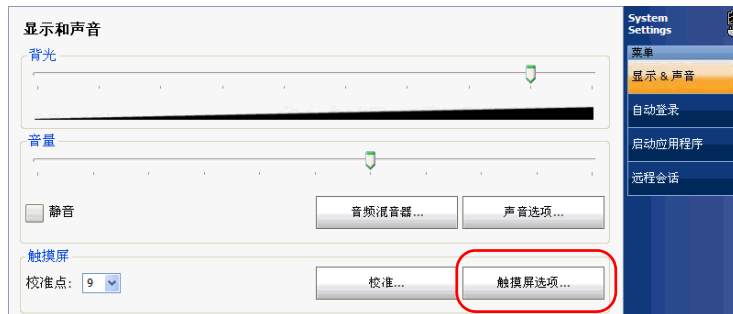 显示和声音
背光
音量
静音
音频混音器...
声音选项...
触摸屏
校准点: 9
校准...
触摸屏选项...
System
Settings
菜单
显示 & 声音
自动登录
启动应用程序
远程会话